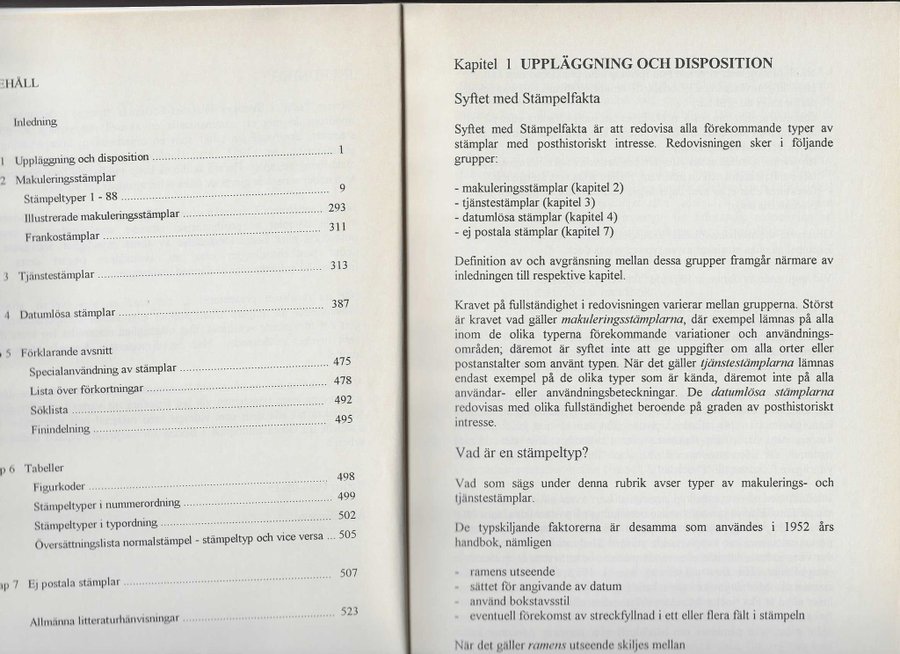 EHÅLL
Inledning
1 Uppläggning och disposition ........ 1
2 Makuleringsstämplar
Stämpeltyper 1 - 88 ........ 9
Illustrerade makuleringsstämplar ........ 293
Frankostämplar ........ 311
3 Tjänstestämplar ........ 313
4 Datumlösa stämplar ........ 387
5 Förklarande avsnitt
Specialanvändning av stämplar ........ 475
Lista över förkortningar ........ 478
Söklista ........ 492
Finindelning ........ 495
p 6 Tabeller
Figurkoder ........ 498
Stämpeltyper i nummerordning ........ 499
Stämpeltyper i typordning ........ 502
Översättningslista normalstämpel - stämpeltyp och vice versa ... 505
ap 7 Ej postala stämplar ........ 507
Allmänna litteraturhänvisningar ........ 523
Kapitel 1 UPPLÄGGNING OCH DISPOSITION
Syftet med Stämpelfakta
Syftet med Stämpelfakta är att redovisa alla förekommande typer av
stämplar med posthistoriskt intresse. Redovisningen sker i följande
grupper:
- makuleringsstämplar (kapitel 2)
- tjänstestämplar (kapitel 3)
- datumlösa stämplar (kapitel 4)
- ej postala stämplar (kapitel 7)
Definition av och avgränsning mellan dessa grupper framgår närmare av
inledningen till respektive kapitel.
Kravet på fullständighet i redovisningen varierar mellan grupperna. Störst
är kravet vad gäller makuleringsstämplarna, där exempel lämnas på alla
inom de olika typerna förekommande variationer och användnings-
områden; däremot är syftet inte att ge uppgifter om alla orter eller
postanstalter som använt typen. När det gäller tjänstestämplarna lämnas
endast exempel på de olika typer som är kända, däremot inte på alla
användar- eller användningsbeteckningar. De datumlösa stämplarna
redovisas med olika fullständighet beroende på graden av posthistoriskt
intresse.
Vad är en stämpeltyp?
Vad som sägs under denna rubrik avser typer av makulerings- och
tjänstestämplar.
De typskiljande faktorerna är desamma som användes i 1952 års
handbok, nämligen
- ramens utseende
- sättet för angivande av datum
- använd bokstavsstil
- eventuell förekomst av streckfyllnad i ett eller flera fält i stämpeln
När det gäller ramens utseende skiljes mellan